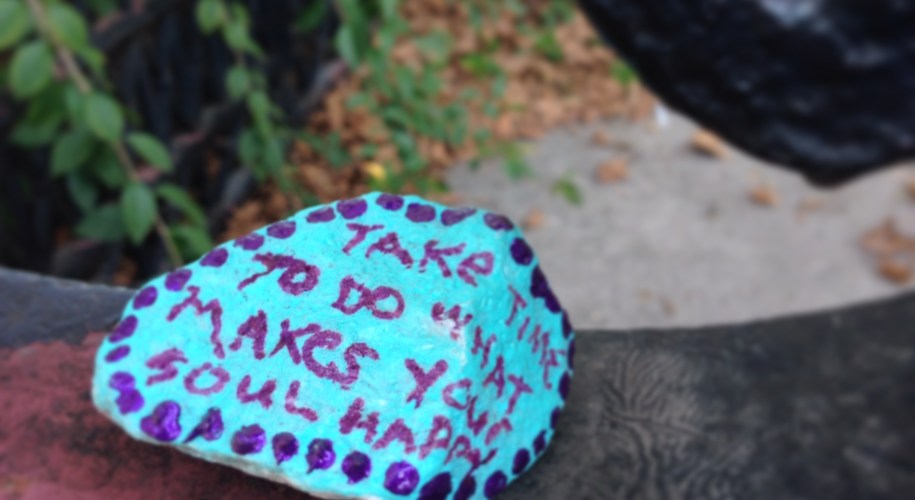 TAKE TIME
TO DO WHAT
MAKES YOUR
SOUL HAPPY